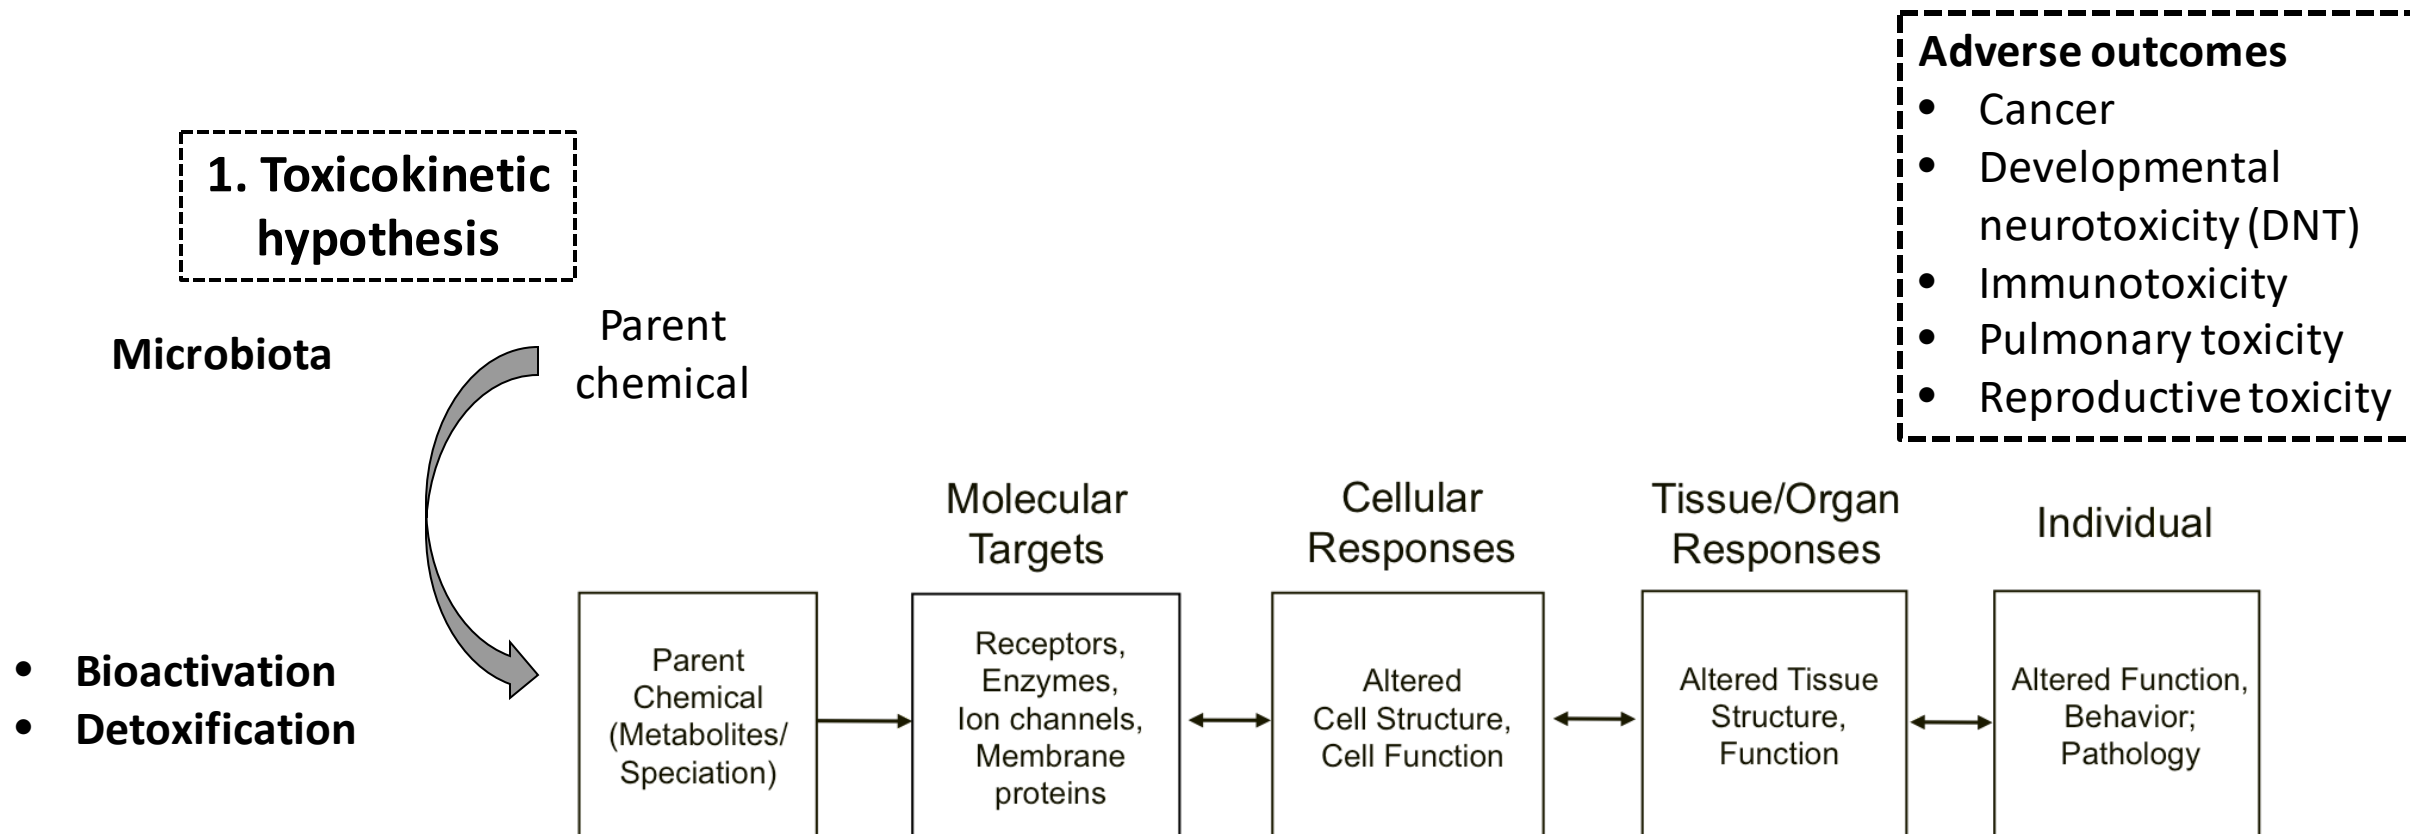 Adverse outcomes
• Cancer
• Developmental
neurotoxicity (DNT)
• Immunotoxicity
• Pulmonary toxicity
• Reproductive toxicity
1. Toxicokinetic
hypothesis
Microbiota
Parent
chemical
• Bioactivation
• Detoxification
Parent
Chemical
(Metabolites/
Speciation)
Molecular
Targets
Receptors,
Enzymes,
Ion channels,
Membrane
proteins
Cellular
Responses
Altered
Cell Structure,
Cell Function
Tissue/Organ
Responses
Altered Tissue
Structure,
Function
Individual
Altered Function,
Behavior;
Pathology